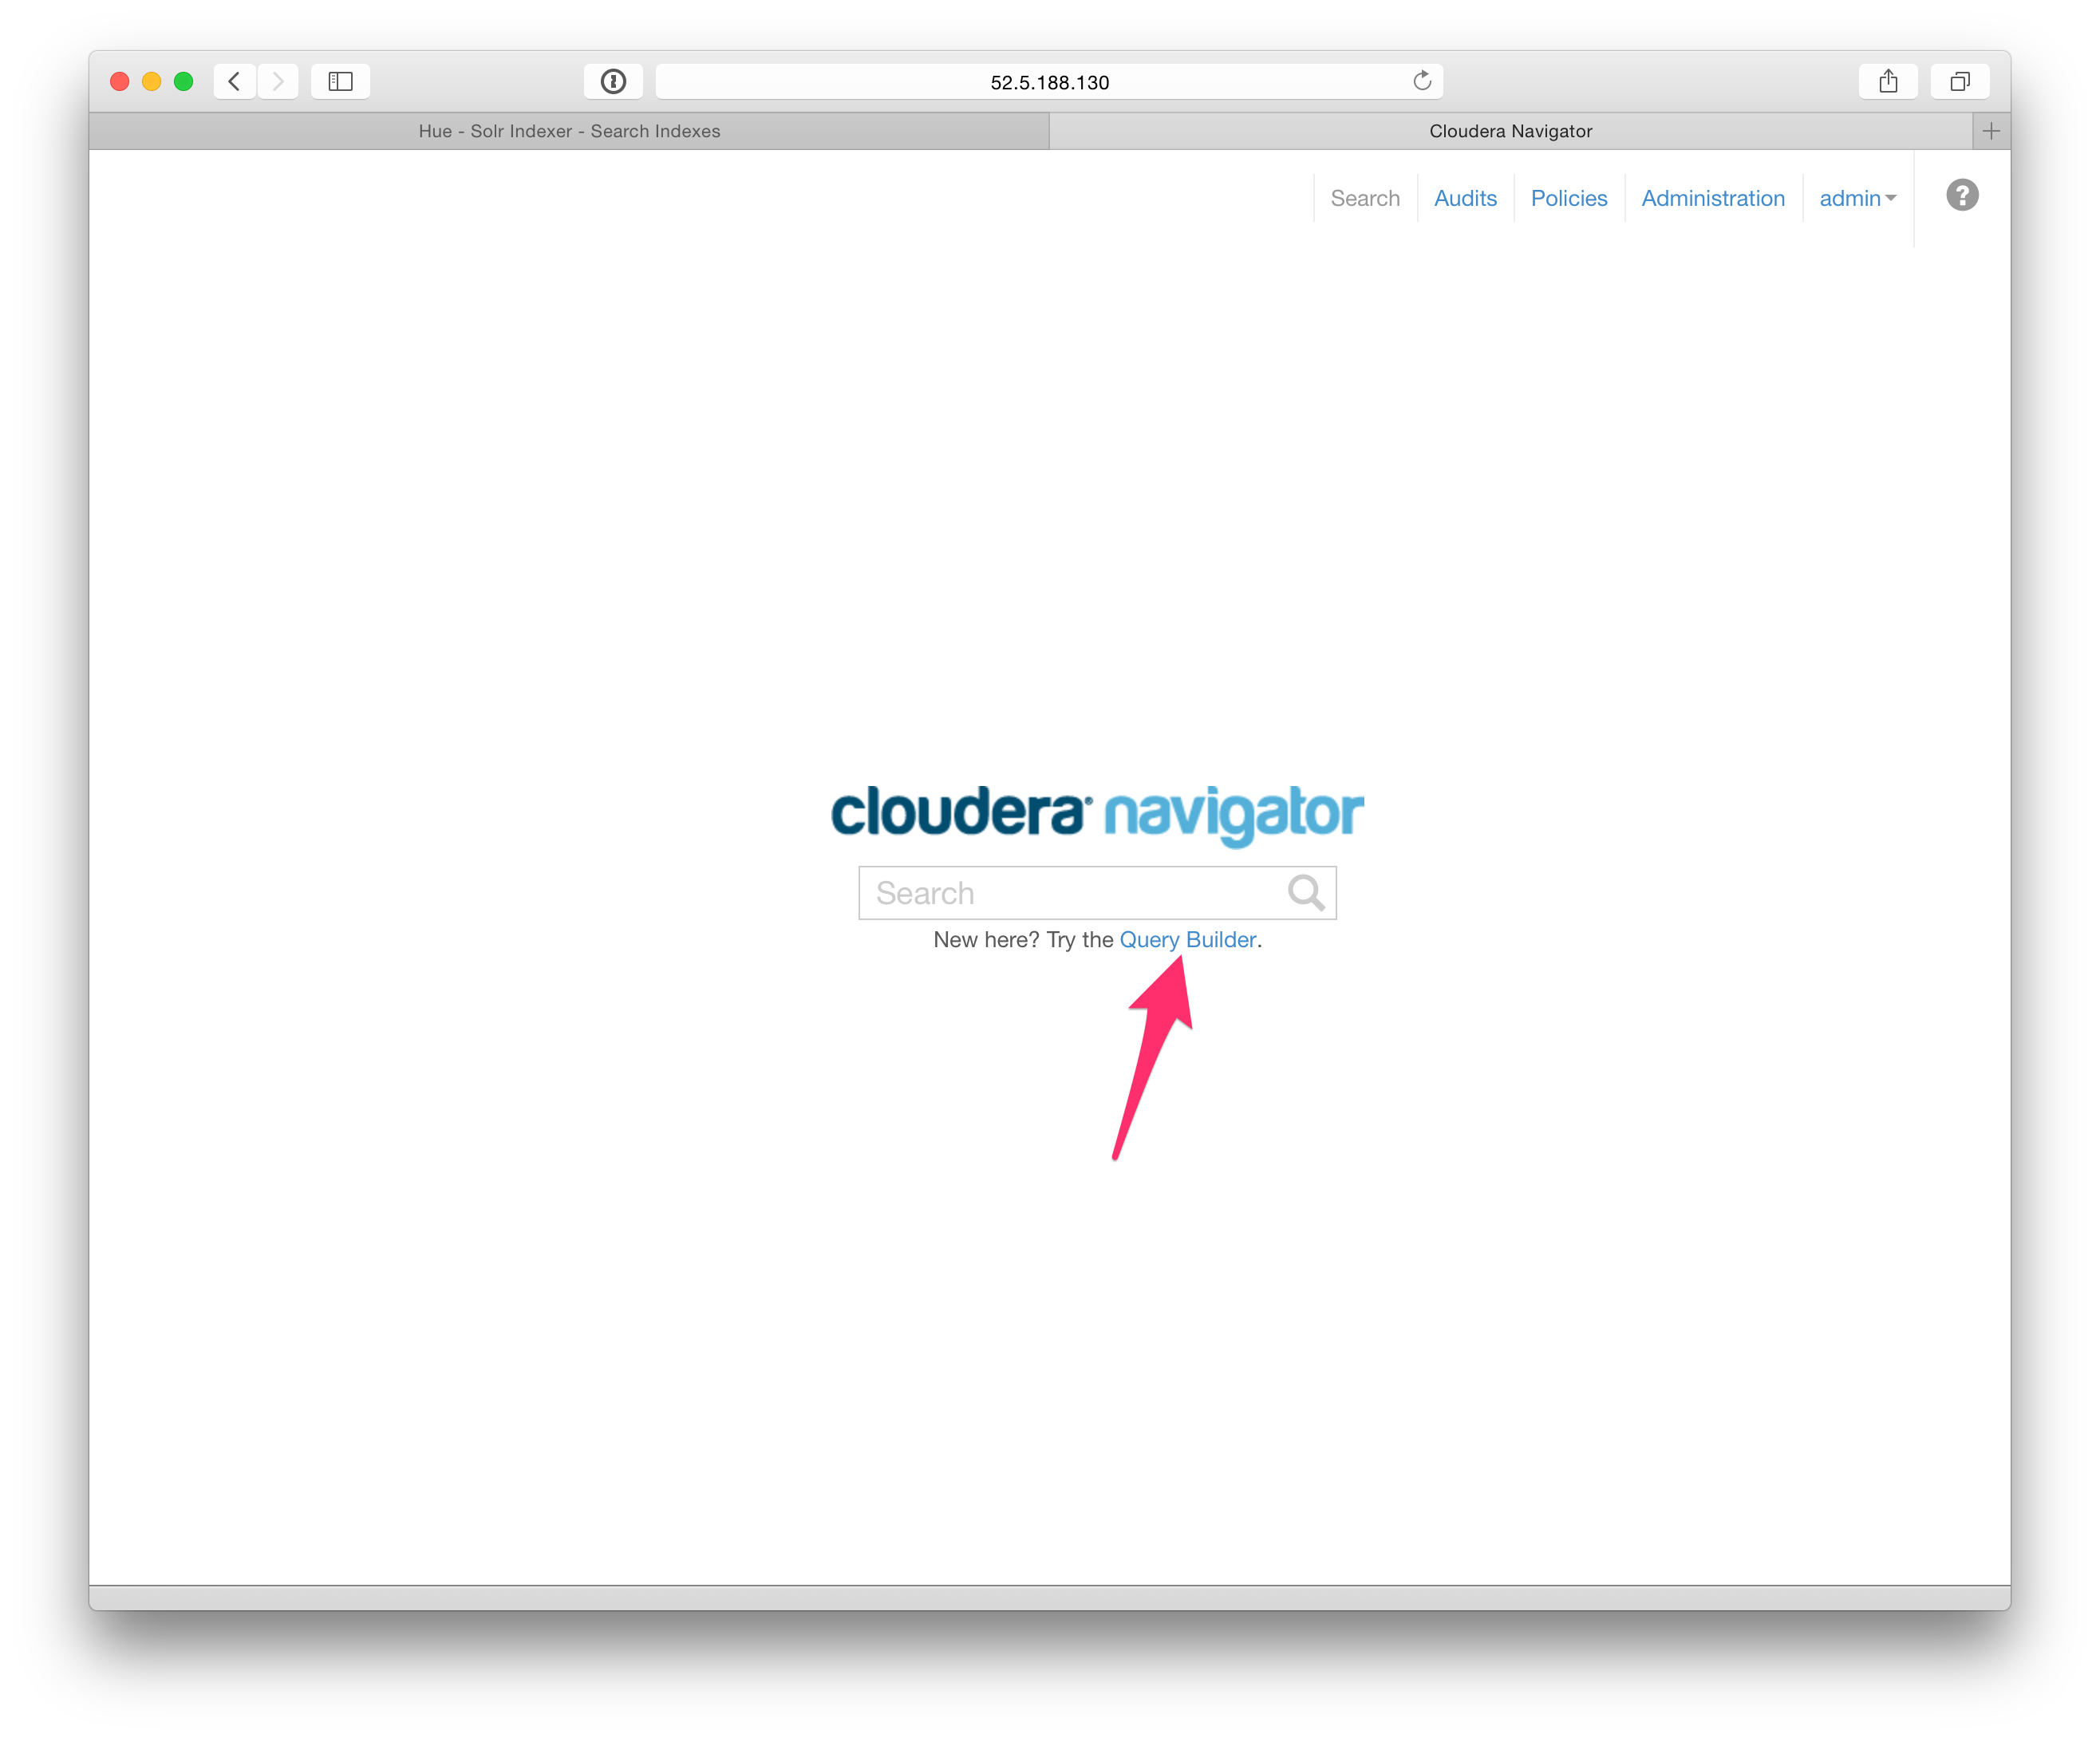 52.5.188.130
Hue - Solr Indexer - Search Indexes
Cloudera Navigator
Search
Audits
Policies
Administration
admin
?
cloudera® navigator
Search
New here? Try the Query Builder.